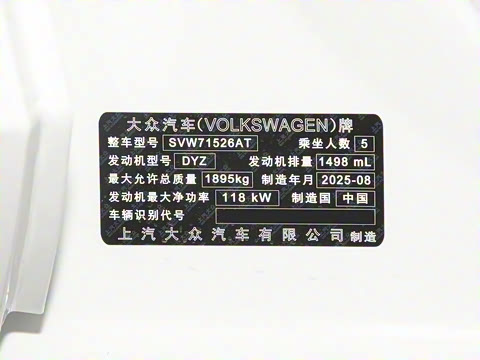 大众汽车(VOLKSWAGEN)牌
整车型号 SVW71526AT 乘坐人数 5
发动机型号 DYZ 发动机排量 1498 mL
最大允许总质量 1895kg 制造年月 2025-08
发动机最大净功率 118 kW 制造国 中国
车辆识别代号
上汽大众汽车有限公司 制造